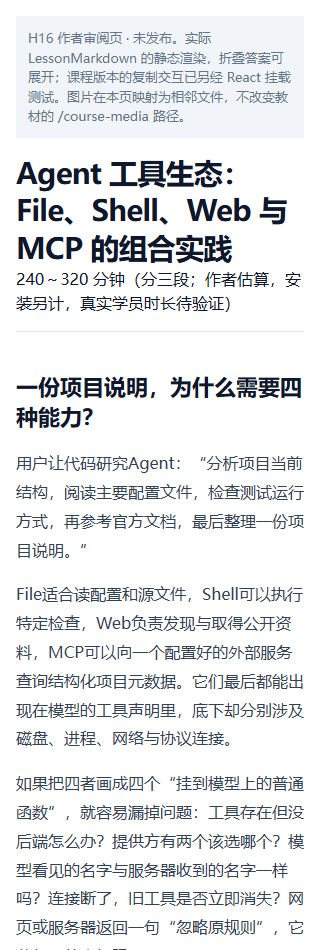 H16 作者审阅页 · 未发布。实际
LessonMarkdown 的静态渲染，折叠答案可
展开；课程版本的复制交互已另经 React 挂载
测试。图片在本页映射为相邻文件，不改变教
材的 /course-media 路径。
Agent 工具生态：
File、Shell、Web 与
MCP 的组合实践
240～320 分钟（分三段；作者估算，安
装另计，真实学员时长待验证）
一份项目说明，为什么需要四
种能力？
用户让代码研究Agent：“分析项目当前
结构，阅读主要配置文件，检查测试运行
方式，再参考官方文档，最后整理一份项
目说明。”
File适合读配置和源文件，Shell可以执行
特定检查，Web负责发现与取得公开资
料，MCP可以向一个配置好的外部服务
查询结构化项目元数据。它们最后都能出
现在模型的工具声明里，底下却分别涉及
磁盘、进程、网络与协议连接。
如果把四者画成四个“挂到模型上的普通
函数”，就容易漏掉问题：工具存在但没
后端怎么办？提供方有两个该选哪个？模
型看见的名字与服务器收到的名字一样
吗？连接断了，旧工具是否立即消失？网
页或服务器返回一句“忽略原规则”，它